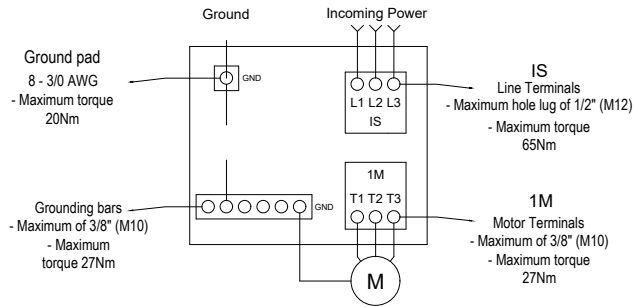 Ground
Incoming Power
Ground pad
8 - 3/0 AWG
- Maximum torque
20Nm
GND
L1 L2 L3
IS
IS
Line Terminals
- Maximum hole lug of 1/2" (M12)
- Maximum torque
65Nm
Grounding bars
- Maximum of 3/8" (M10)
- Maximum
torque 27Nm
GND
1M
T1 T2 T3
M
1M
Motor Terminals
- Maximum of 3/8" (M10)
- Maximum torque
27Nm